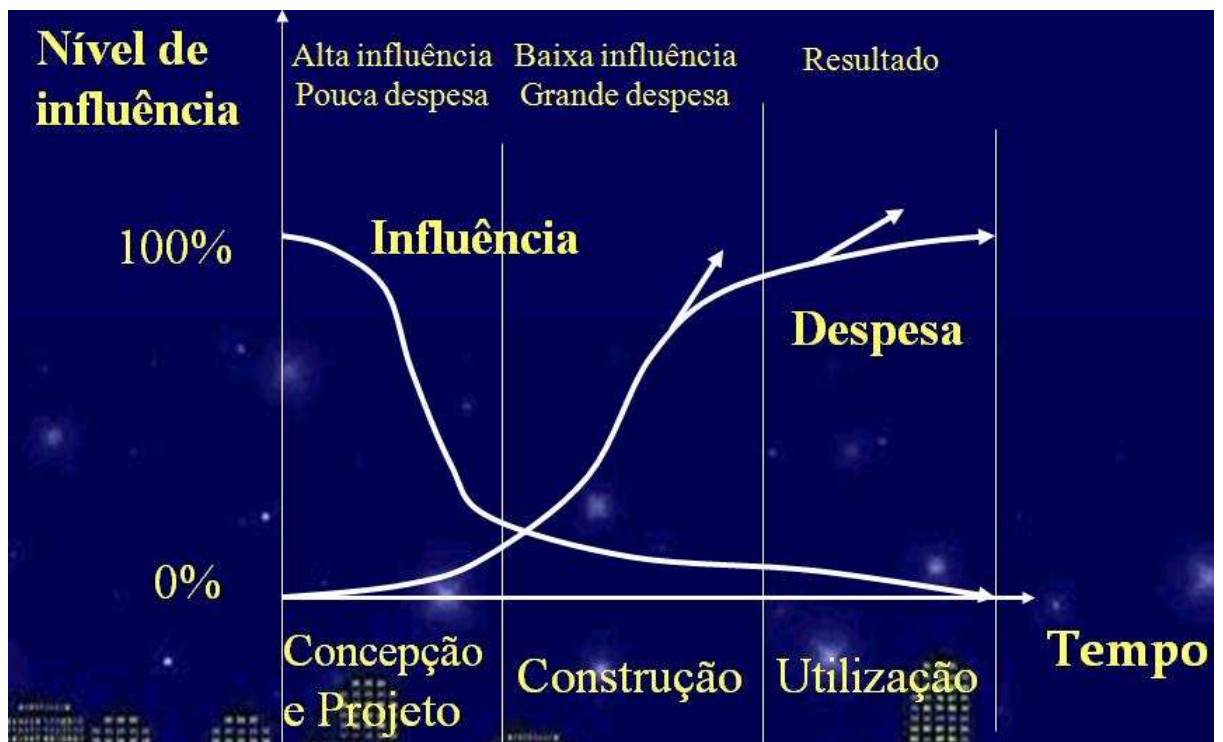 Nível de
influência
Alta influência
Pouca despesa
Baixa influência
Grande despesa
Resultado
100%
Influência
Despesa
0%
Concepção
e Projeto
Construção
Utilização
Tempo